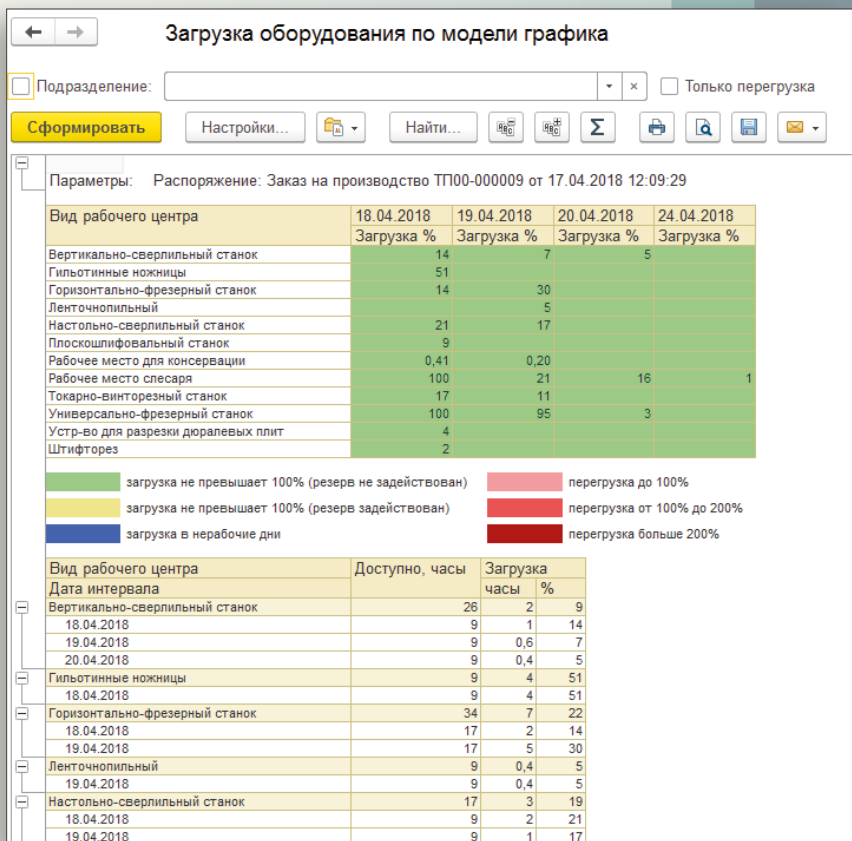 Загрузка оборудования по модели графика
Подразделение: Только перегрузка
Сформировать Настройки... Найти...
Параметры: Распоряжение: Заказ на производство ТП00-000009 от 17.04.2018 12:09:29
Вид рабочего центра 18.04.2018 19.04.2018 20.04.2018 24.04.2018
Загрузка % Загрузка % Загрузка % Загрузка %
Вертикально-сверлильный станок 14 7 5
Гильотинные ножницы 51
Горизонтально-фрезерный станок 14 30
Ленточнопильный 5
Настольно-сверлильный станок 21 17
Плоскошлифовальный станок 9
Рабочее место для консервации 0,41 0,20
Рабочее место слесаря 100 21 16 1
Токарно-винторезный станок 17 11
Универсально-фрезерный станок 100 95 3
Устр-во для разрезки дюралевых плит 4
Штифторез 2
загрузка не превышает 100% (резерв не задействован) перегрузка до 100%
загрузка не превышает 100% (резерв задействован) перегрузка от 100% до 200%
загрузка в нерабочие дни перегрузка больше 200%
Вид рабочего центра Доступно, часы Загрузка
Дата интервала часы %
Вертикально-сверлильный станок 26 2 9
18.04.2018 9 1 14
19.04.2018 9 0,6 7
20.04.2018 9 0,4 5
Гильотинные ножницы 9 4 51
18.04.2018 9 4 51
Горизонтально-фрезерный станок 34 7 22
18.04.2018 17 2 14
19.04.2018 17 5 30
Ленточнопильный 9 0,4 5
19.04.2018 9 0,4 5
Настольно-сверлильный станок 17 3 19
18.04.2018 9 2 21
19.04.2018 9 1 17